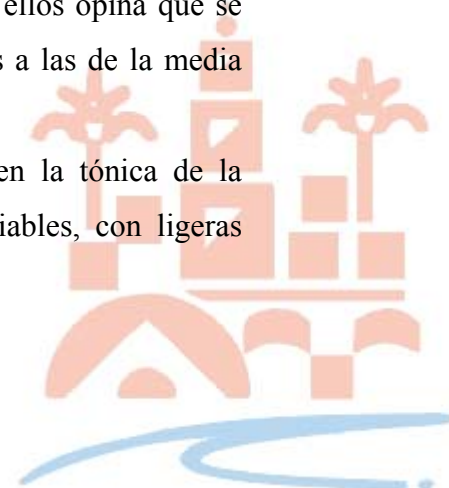 ellos opina que se
s a las de la media
en la tónica de la
iables, con ligeras